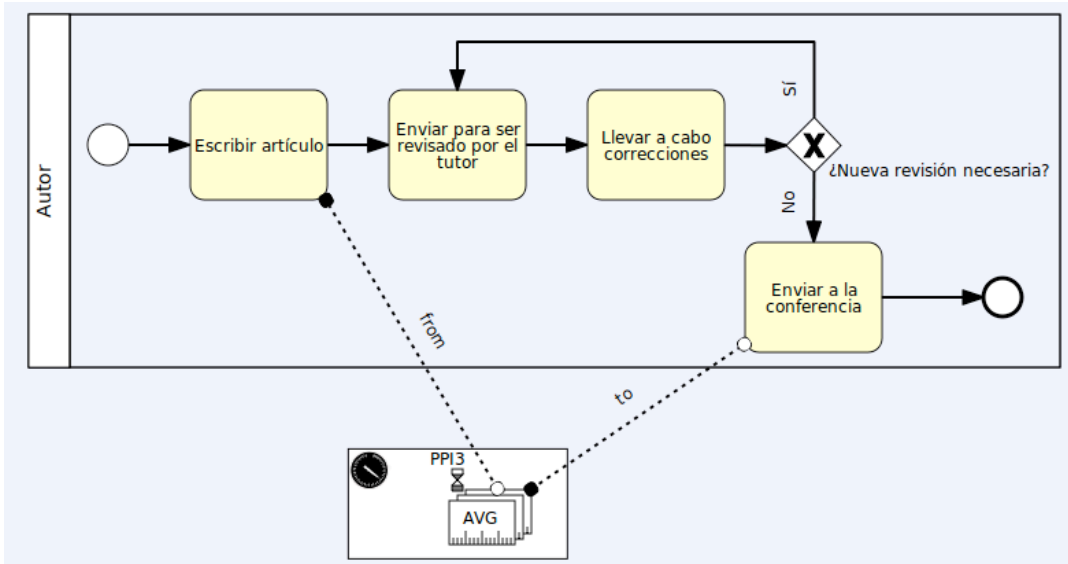 Autor
Escribir artículo
Enviar para ser
revisado por el
tutor
Llevar a cabo
correcciones
Sí
¿Nueva revisión necesaria?
No
Enviar a la
conferencia
from
to
PPI3
AVG